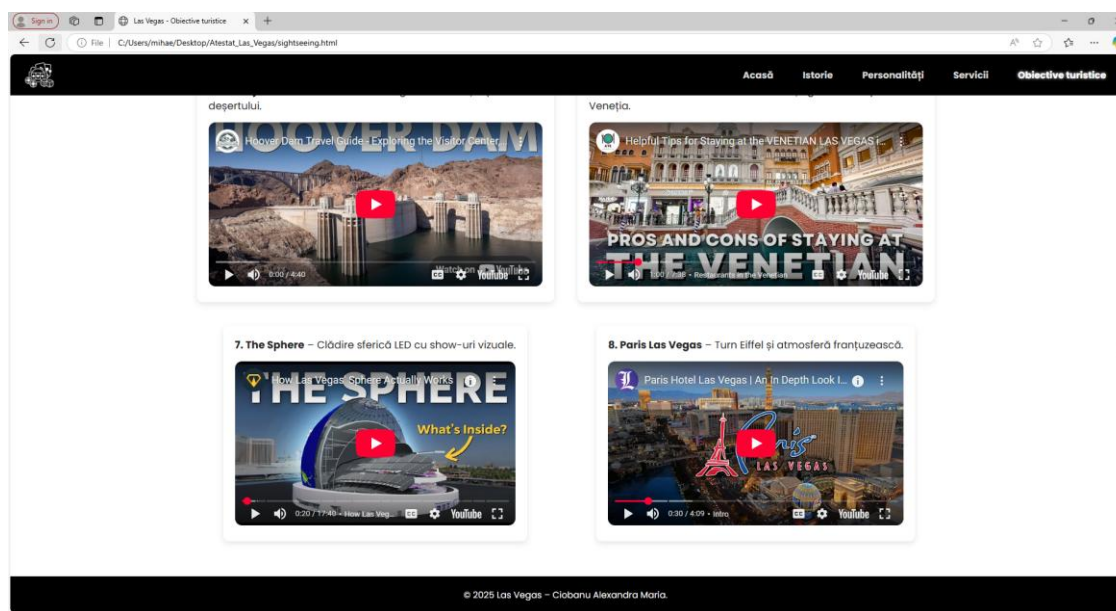 Sign in
Las Vegas - Obiective turistice
File
C:/Users/mihae/Desktop/Atestat_Las_Vegas/sightseeing.html
Acasă Istorie Personalități Servicii Obiective turistice
deșertului.
Veneția.
HOOVER DAM
Hoover Dam Travel Guide - Exploring the Visitor Center...
Watch on YouTube
0:00 / 4:40
CC
YouTube
Helpful Tips for Staying at the VENETIAN LAS VEGAS i...
PROS AND CONS OF STAYING AT
THE VENETIAN
1:00 / 7:38 • Restaurants in the Venetian
CC
YouTube
7. The Sphere – Clădire sferică LED cu show-uri vizuale.
8. Paris Las Vegas – Turn Eiffel și atmosferă franțuzească.
THE SPHERE
How Las Vegas' Sphere Actually Works
What's Inside?
0:20 / 17:40 • How Las Veg...
CC
YouTube
Paris Hotel Las Vegas | An In Depth Look I...
Paris
LAS VEGAS
0:30 / 4:09 • Intro
CC
YouTube
© 2025 Las Vegas – Ciobanu Alexandra Maria.